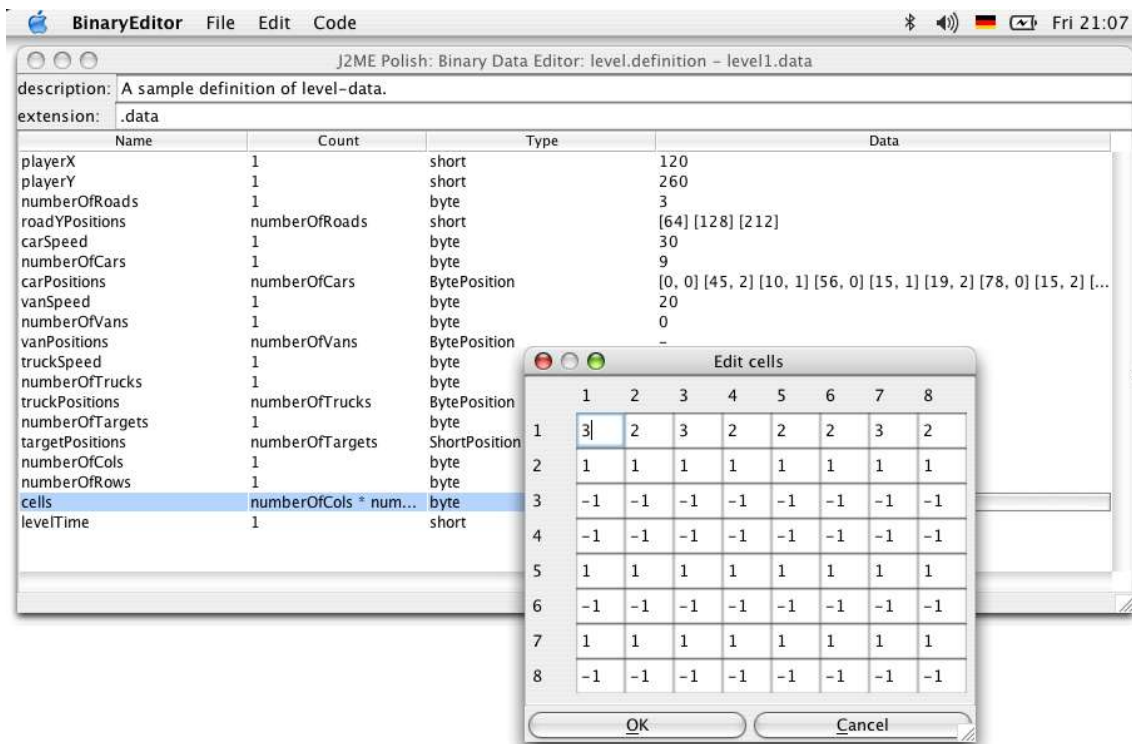 BinaryEditor File Edit Code Fri 21:07
J2ME Polish: Binary Data Editor: level.definition - level1.data
description: A sample definition of level-data.
extension: .data
Name Count Type Data
playerX 1 short 120
playerY 1 short 260
numberOfRoads 1 byte 3
roadYPositions numberOfRoads short [64] [128] [212]
carSpeed 1 byte 30
numberOfCars 1 byte 9
carPositions numberOfCars BytePosition [0, 0] [45, 2] [10, 1] [56, 0] [15, 1] [19, 2] [78, 0] [15, 2] [...
vanSpeed 1 byte 20
numberOfVans 1 byte 0
vanPositions numberOfVans BytePosition -
truckSpeed 1 byte
numberOfTrucks 1 byte
truckPositions numberOfTrucks BytePosition
numberOfTargets 1 byte
targetPositions numberOfTargets ShortPosition
numberOfCols 1 byte
numberOfRows 1 byte
cells numberOfCols * num... byte
levelTime 1 short
Edit cells
1 2 3 4 5 6 7 8
1 3 2 3 2 2 2 3 2
2 1 1 1 1 1 1 1 1
3 -1 -1 -1 -1 -1 -1 -1 -1
4 -1 -1 -1 -1 -1 -1 -1 -1
5 1 1 1 1 1 1 1 1
6 -1 -1 -1 -1 -1 -1 -1 -1
7 1 1 1 1 1 1 1 1
8 -1 -1 -1 -1 -1 -1 -1 -1
OK Cancel